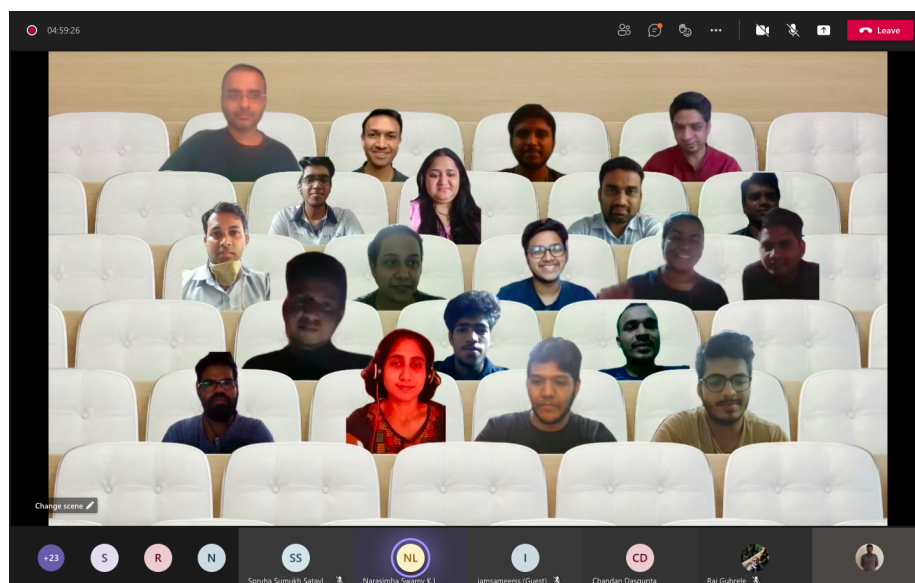 04:59:26
Leave
Change scene
+23
S
R
N
SS
NL
I
CD
Spruha Sumukh Satavl
Narasimha Swamy K L
iamsameerss (Guest)
Chandan Dasgupta
Rai Gubrele